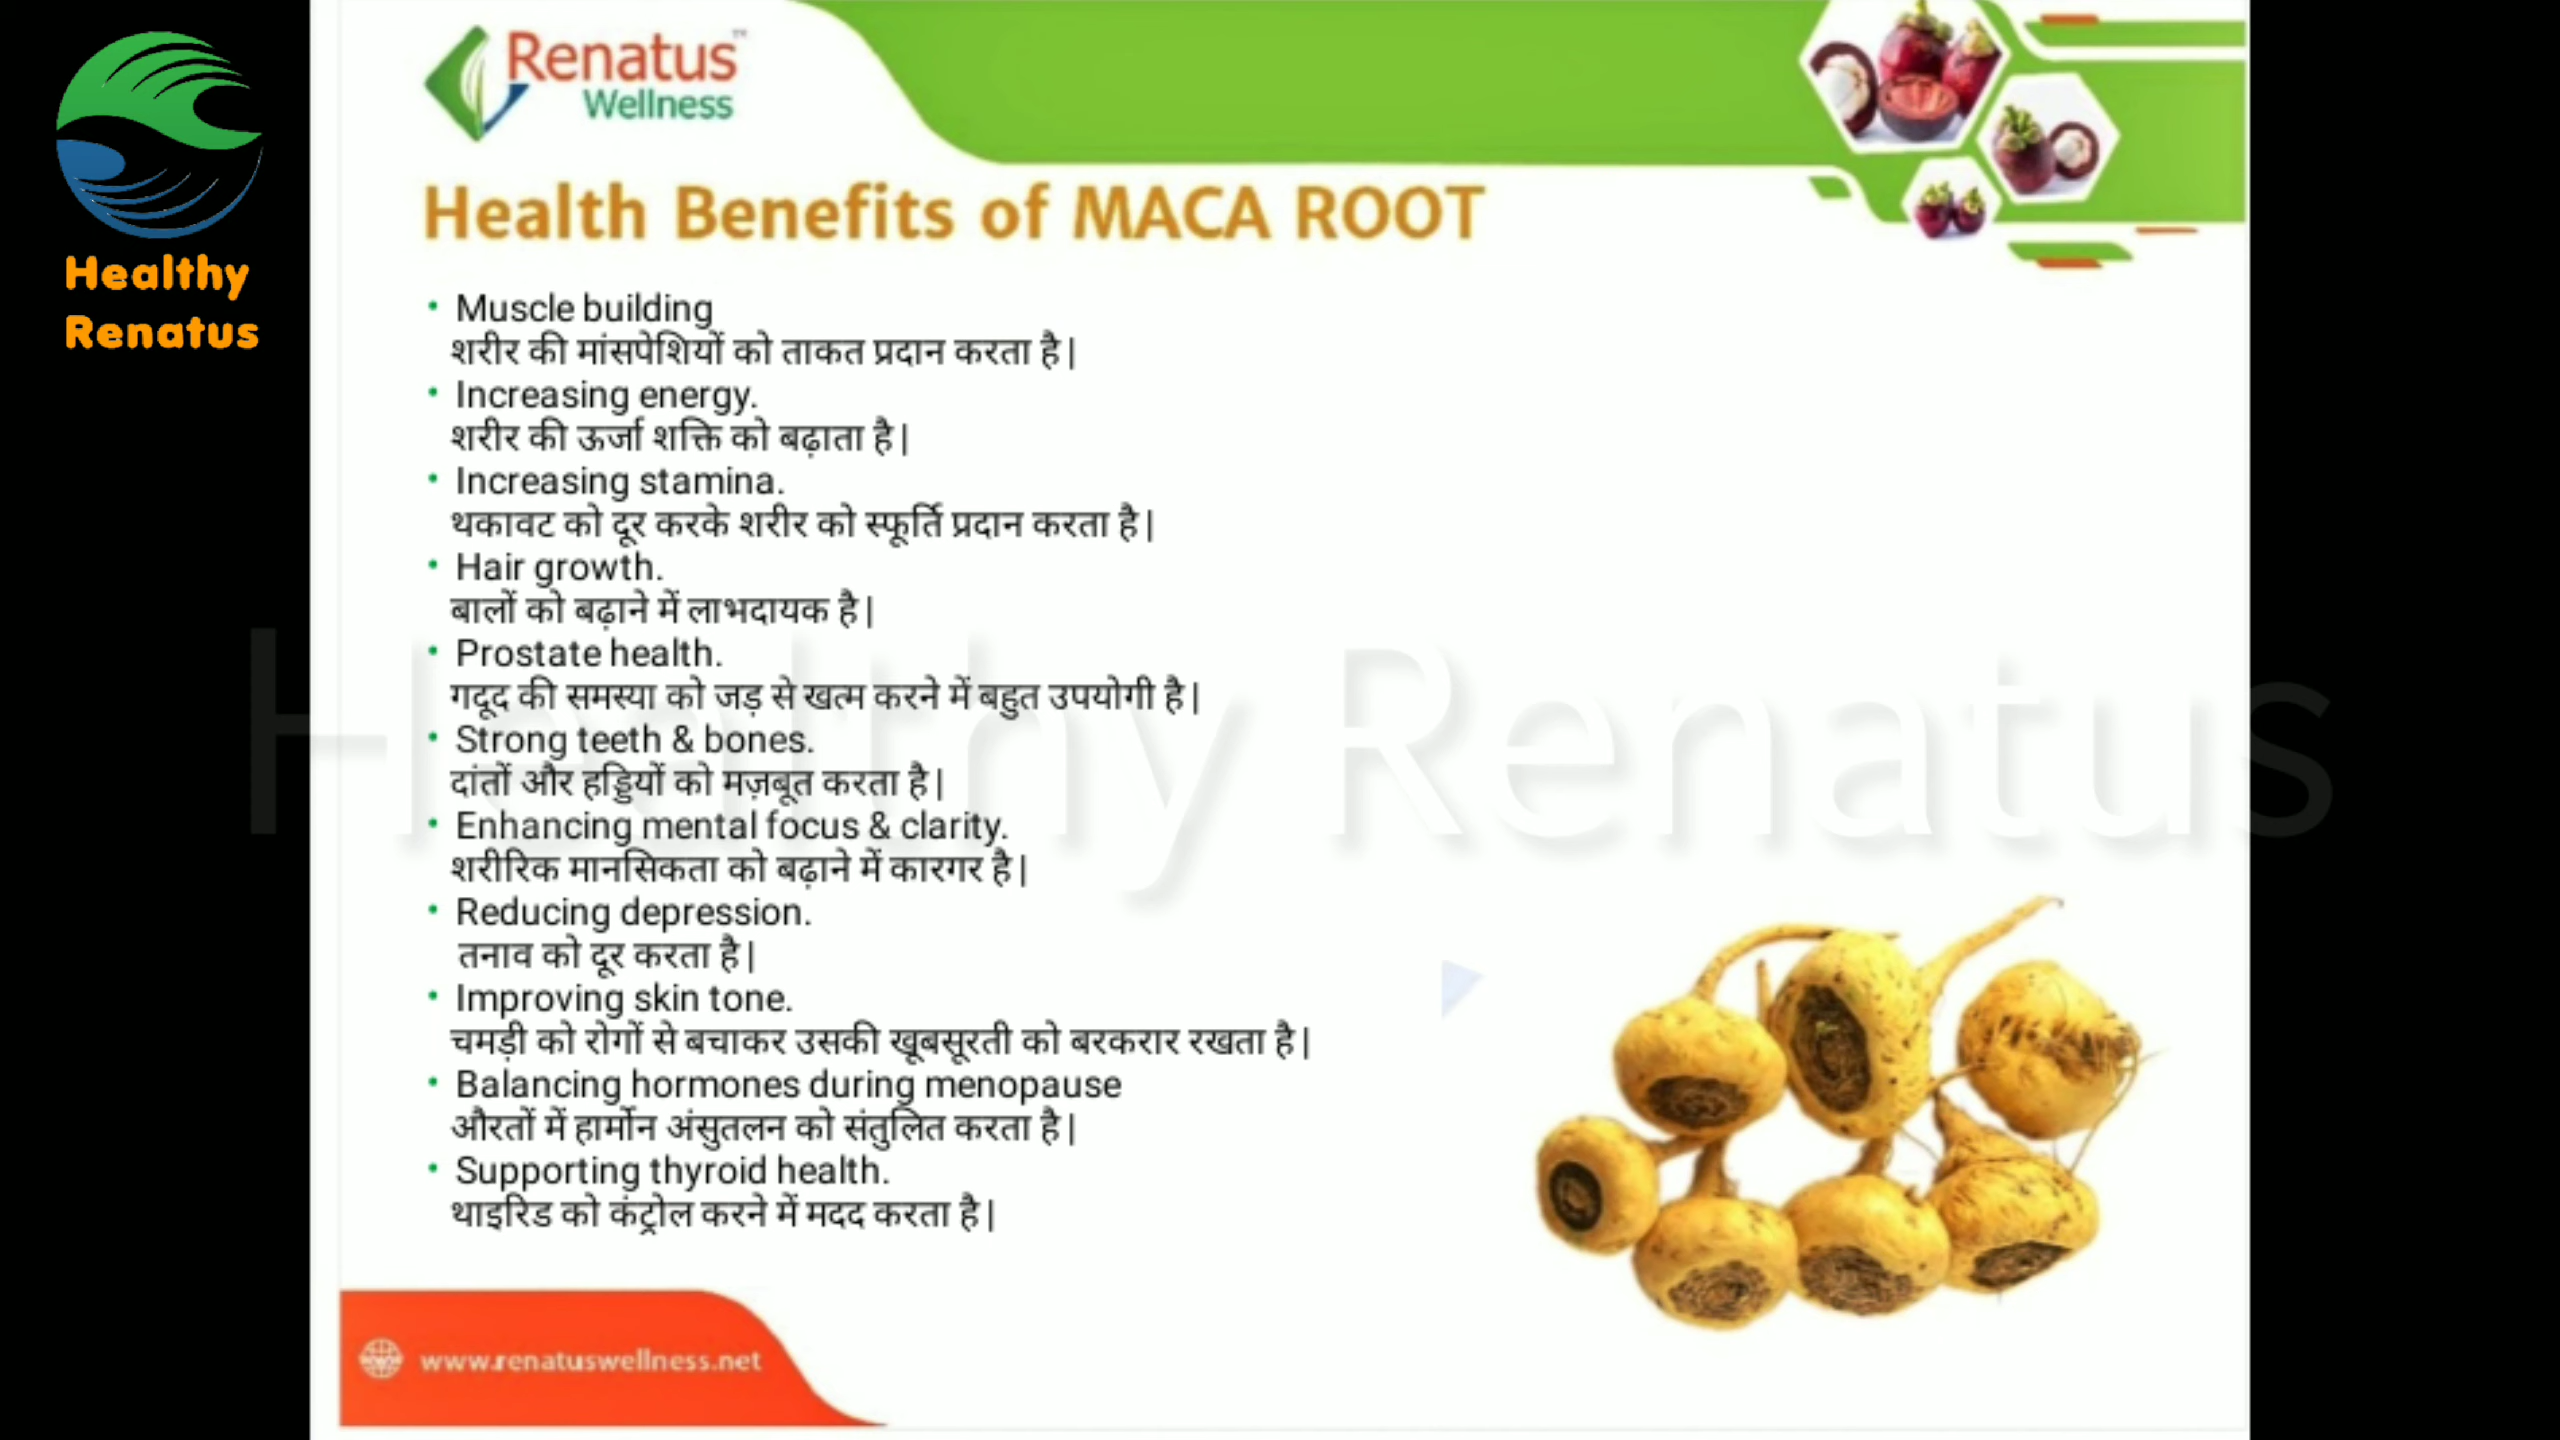 Healthy
Renatus
Renatus™
Wellness
Health Benefits of MACA ROOT
• Muscle building
शरीर की मांसपेशियों को ताकत प्रदान करता है|
• Increasing energy.
शरीर की ऊर्जा शक्ति को बढ़ाता है|
• Increasing stamina.
थकावट को दूर करके शरीर को स्फूर्ति प्रदान करता है|
• Hair growth.
बालों को बढ़ाने में लाभदायक है|
• Prostate health.
गदूद की समस्या को जड़ से खत्म करने में बहुत उपयोगी है|
• Strong teeth & bones.
दांतों और हड्डियों को मज़बूत करता है|
• Enhancing mental focus & clarity.
शरीरिक मानसिकता को बढ़ाने में कारगर है|
• Reducing depression.
तनाव को दूर करता है|
• Improving skin tone.
चमड़ी को रोगों से बचाकर उसकी खूबसूरती को बरकरार रखता है|
• Balancing hormones during menopause
औरतों में हार्मोन अंसुतलन को संतुलित करता है|
• Supporting thyroid health.
थाइरिड को कंट्रोल करने में मदद करता है|
Healthy Renatus
www.renatuswellness.net